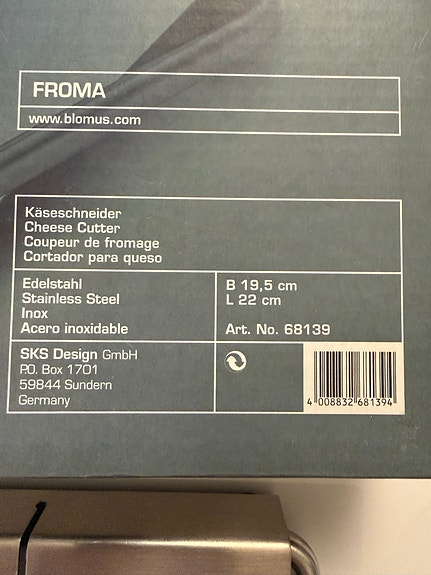 FROMA
www.blomus.com
Käseschneider
Cheese Cutter
Coupeur de fromage
Cortador para queso
Edelstahl
Stainless Steel
Inox
Acero inoxidable
B 19,5 cm
L 22 cm
Art. No. 68139
SKS Design GmbH
P.O. Box 1701
59844 Sundern
Germany
4 008832 681394